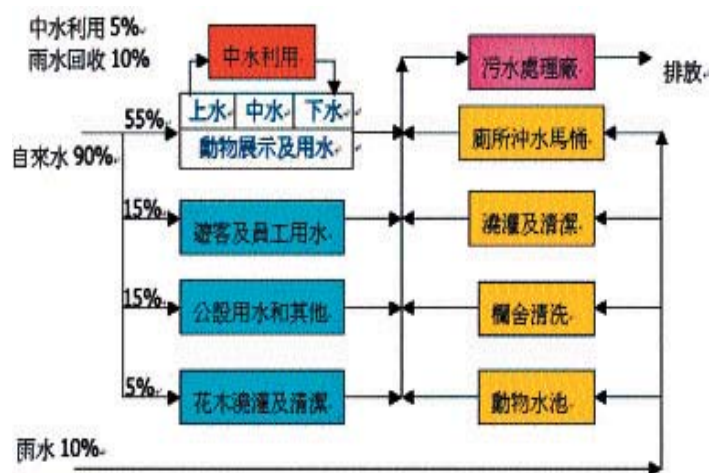 中水利用 5%
雨水回收 10%
中水利用
污水處理廠
排放
55%
上水 中水 下水
動物展示及用水
廁所沖水馬桶
自來水 90%
15%
遊客及員工用水
澆灌及清潔
15%
公設用水和其他
欄舍清洗
5%
花木澆灌及清潔
動物水池
雨水 10%